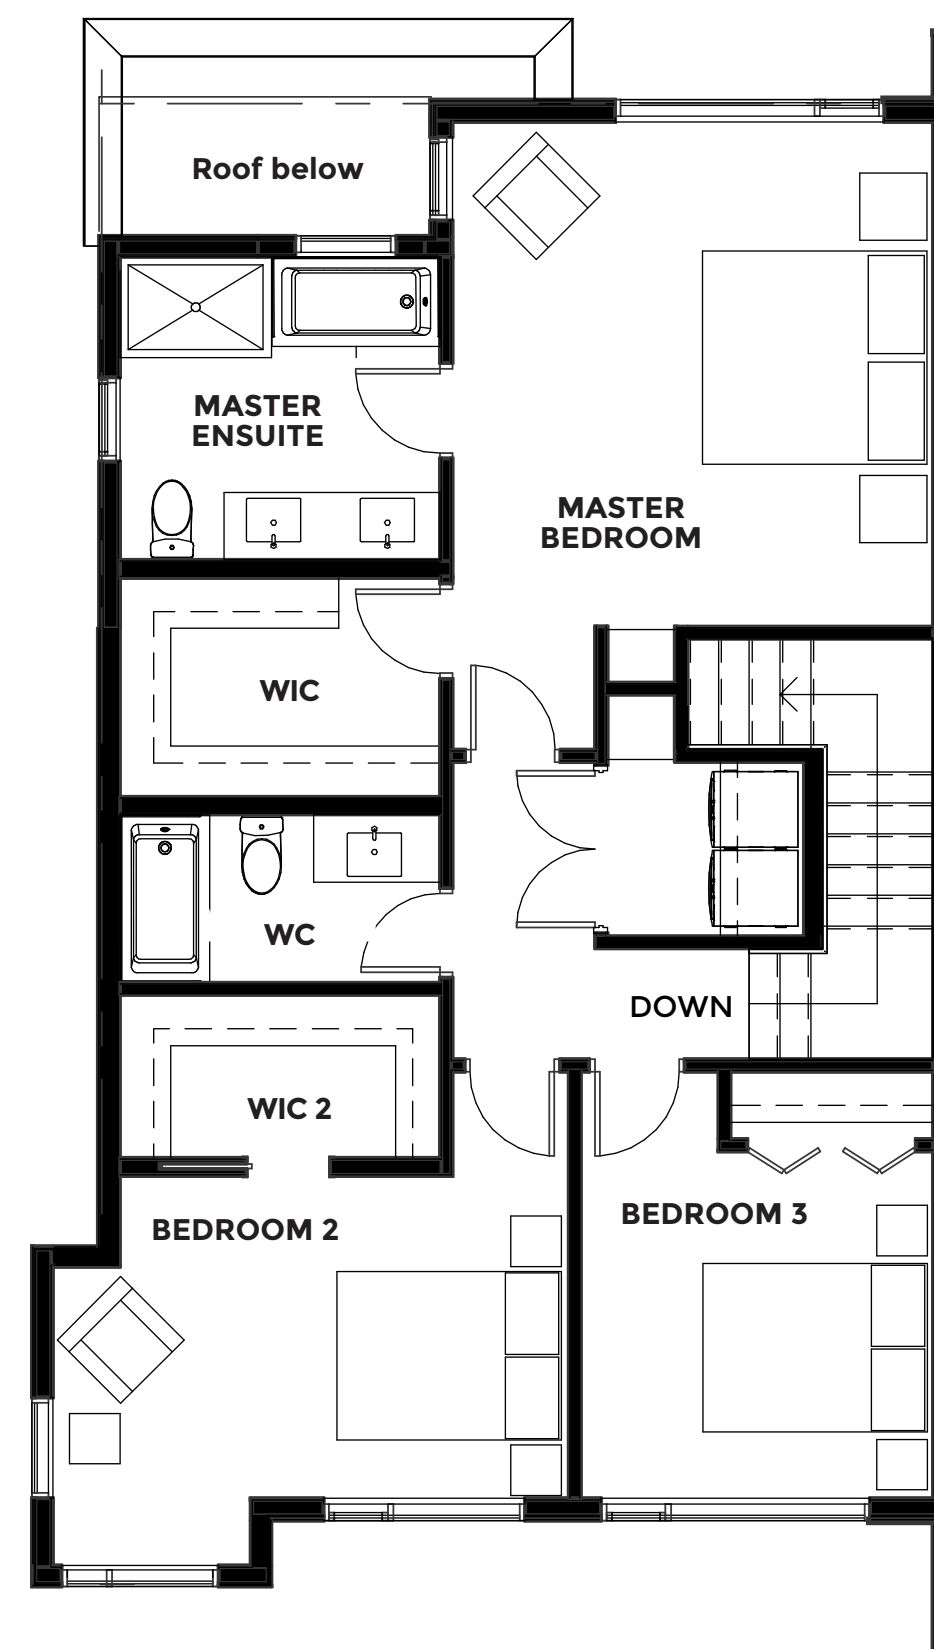 Roof below
MASTER
ENSUITE
MASTER
BEDROOM
WIC
WC
DOWN
WIC 2
BEDROOM 2
BEDROOM 3